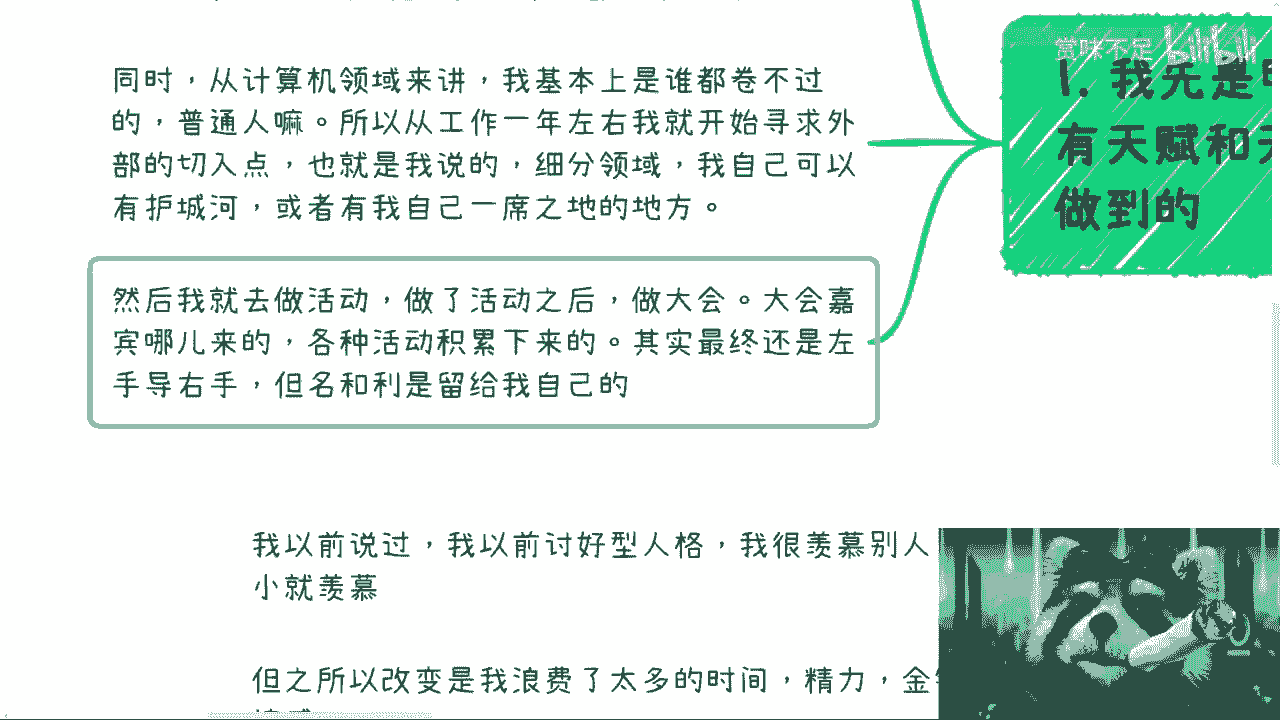 同时，从计算机领域来讲，我基本上是谁都卷不过
的，普通人嘛。所以从工作一年左右我就开始寻求外
部的切入点，也就是我说的，细分领域，我自己可以
有护城河，或者有我自己一席之地的地方。
然后我就去做活动，做了活动之后，做大会。大会嘉
宾哪儿来的，各种活动积累下来的。其实最终还是左
手导右手，但名和利是留给我自己的
赏味不足 bilibili
1. 我先是
有天赋和
做到的
我以前说过，我以前讨好型人格，我很羡慕别人
小就羡慕
但之所以改变是我浪费了太多的时间，精力，金